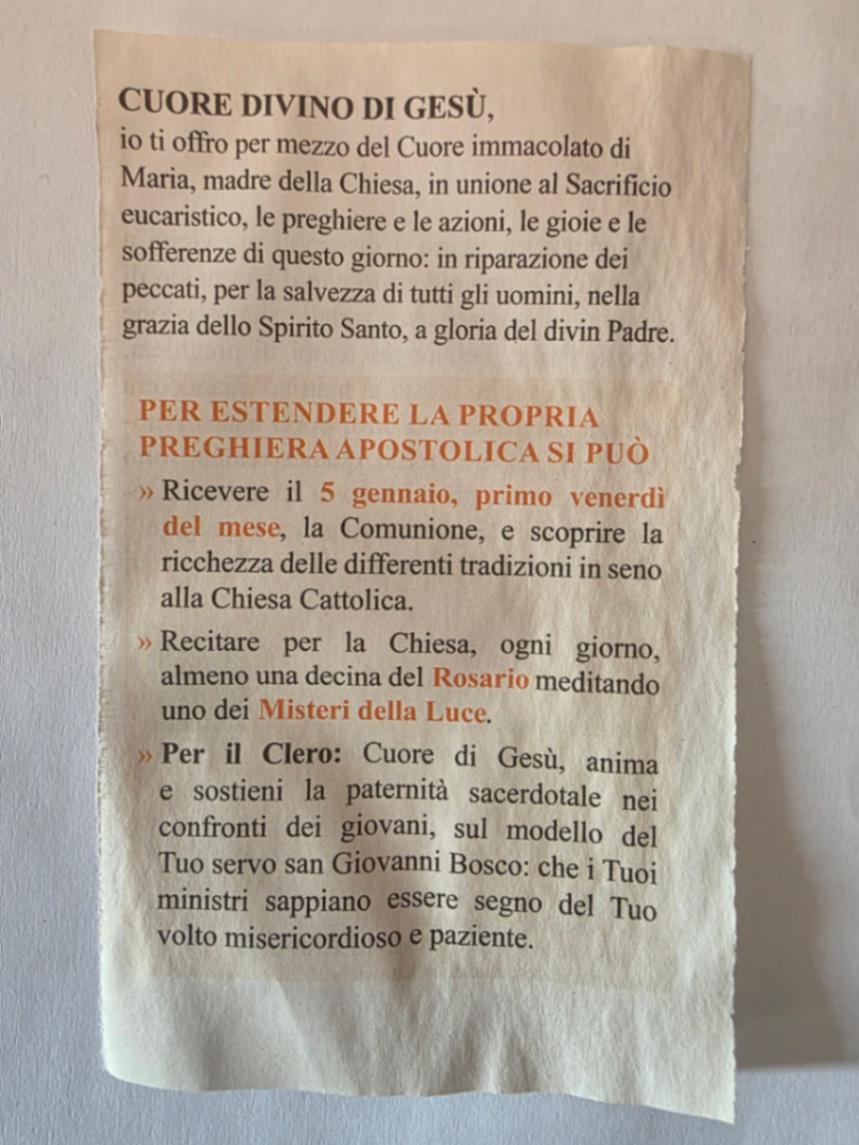 CUORE DIVINO DI GESÙ,
io ti offro per mezzo del Cuore immacolato di
Maria, madre della Chiesa, in unione al Sacrificio
eucaristico, le preghiere e le azioni, le gioie e le
sofferenze di questo giorno: in riparazione dei
peccati, per la salvezza di tutti gli uomini, nella
grazia dello Spirito Santo, a gloria del divin Padre.
PER ESTENDERE LA PROPRIA
PREGHIERA APOSTOLICA SI PUÒ
» Ricevere il 5 gennaio, primo venerdì
del mese, la Comunione, e scoprire la
ricchezza delle differenti tradizioni in seno
alla Chiesa Cattolica.
» Recitare per la Chiesa, ogni giorno,
almeno una decina del Rosario meditando
uno dei Misteri della Luce.
» Per il Clero: Cuore di Gesù, anima
e sostieni la paternità sacerdotale nei
confronti dei giovani, sul modello del
Tuo servo san Giovanni Bosco: che i Tuoi
ministri sappiano essere segno del Tuo
volto misericordioso e paziente.